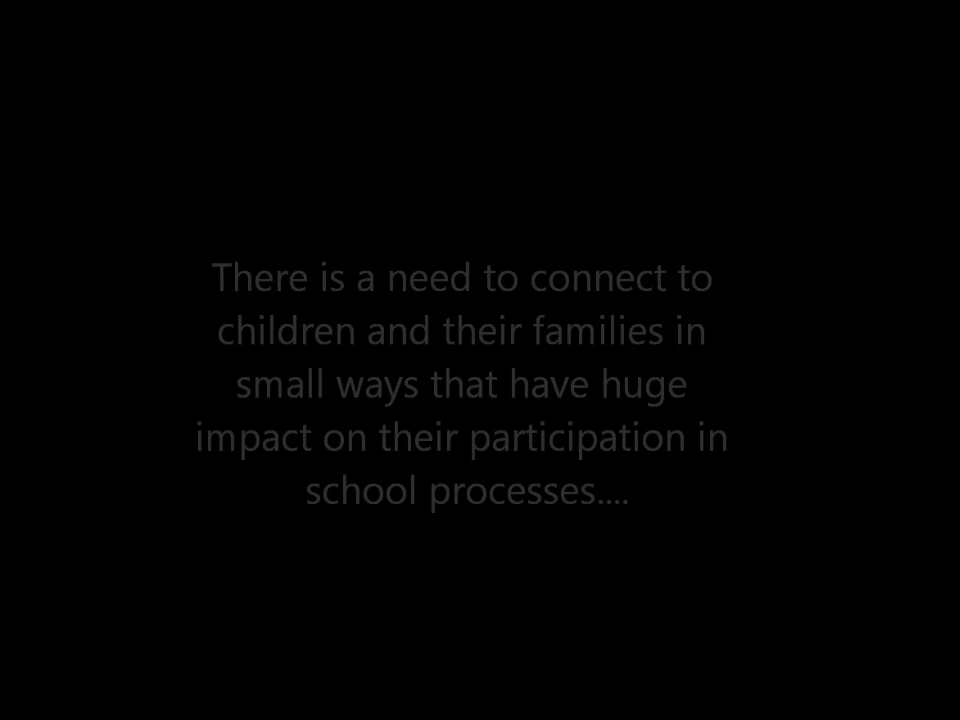 There is a need to connect to
children and their families in
small ways that have huge
impact on their participation in
school processes....